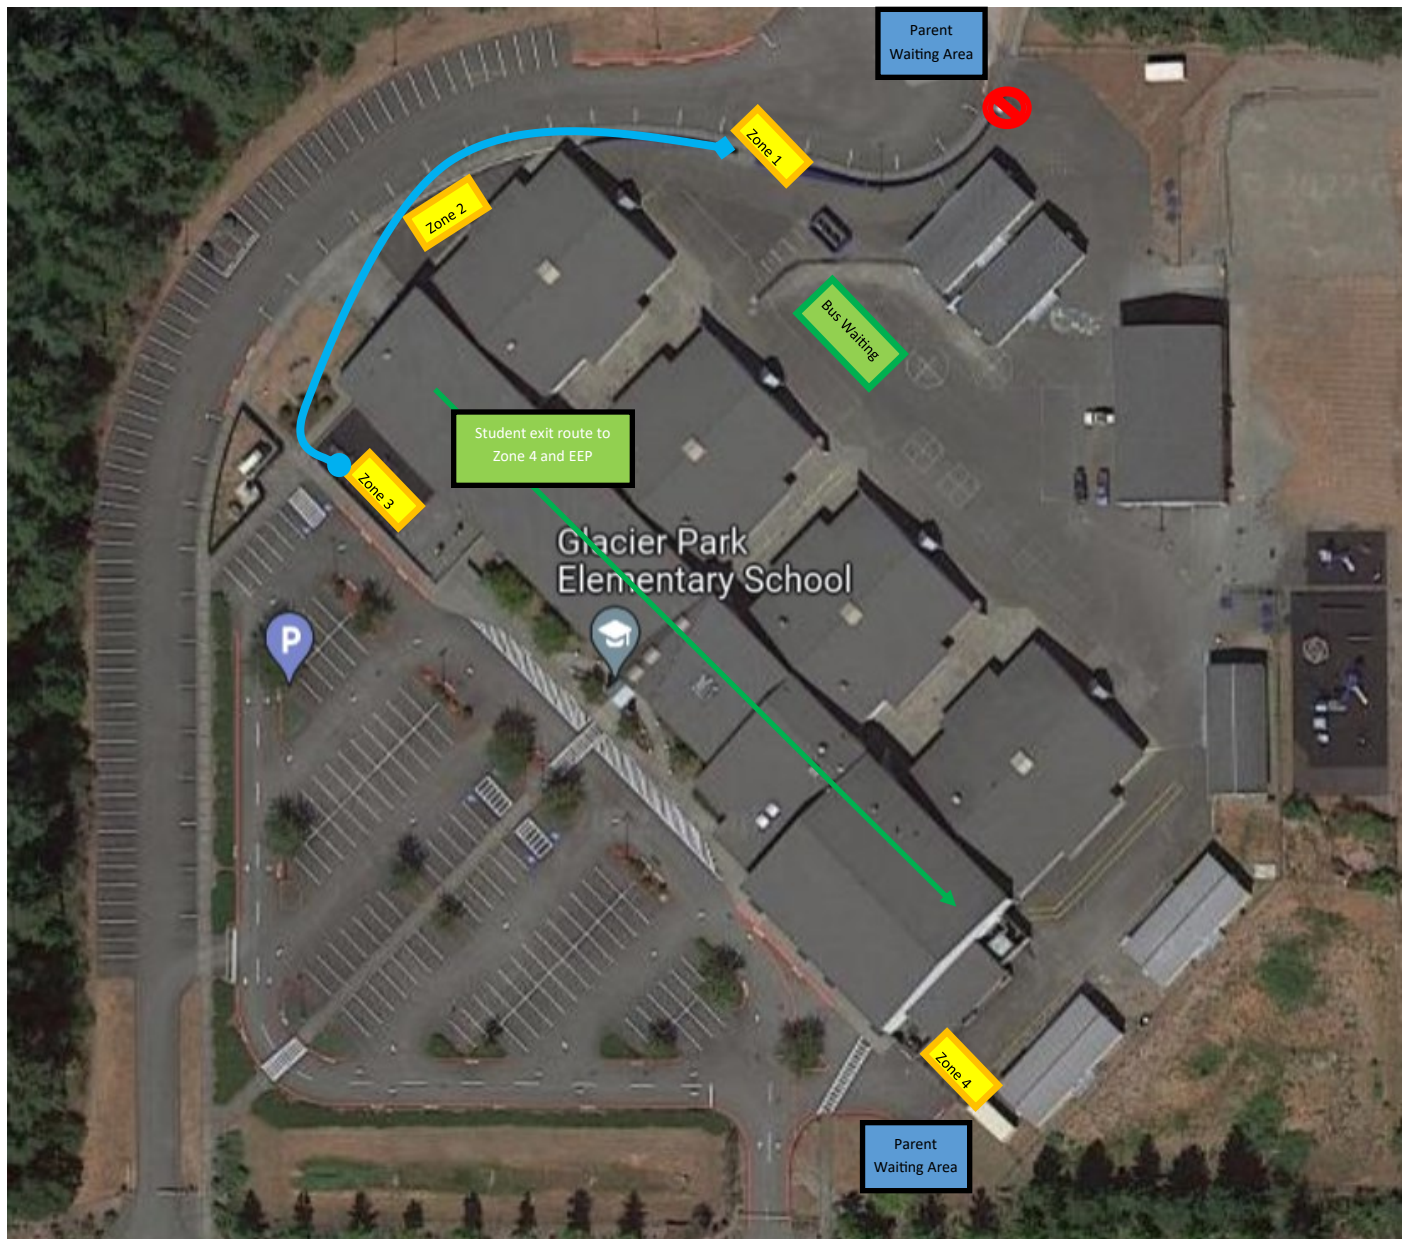 Parent
Waiting Area
Zone 1
Zone 2
Bus Waiting
Student exit route to
Zone 4 and EEP
Zone 3
Glacier Park
Elementary School
P
Zone 4
Parent
Waiting Area